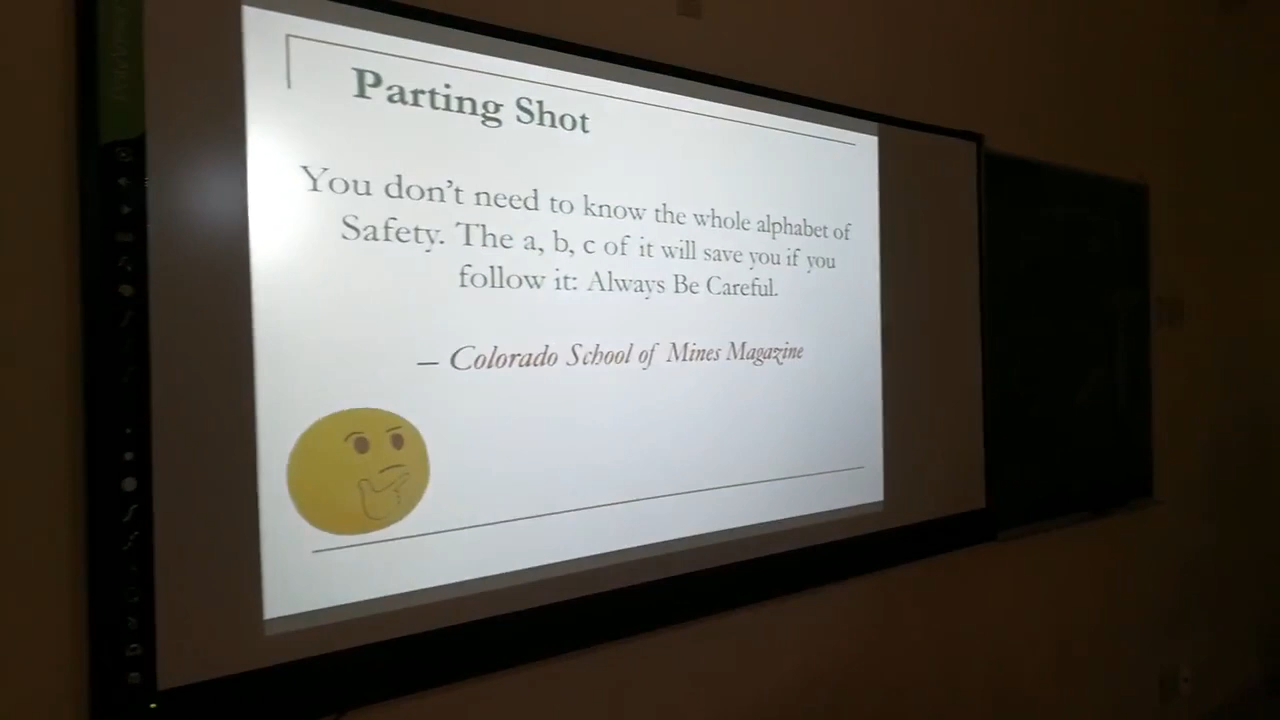 Parting Shot
You don't need to know the whole alphabet of
Safety. The a, b, c of it will save you if you
follow it: Always Be Careful.
– Colorado School of Mines Magazine